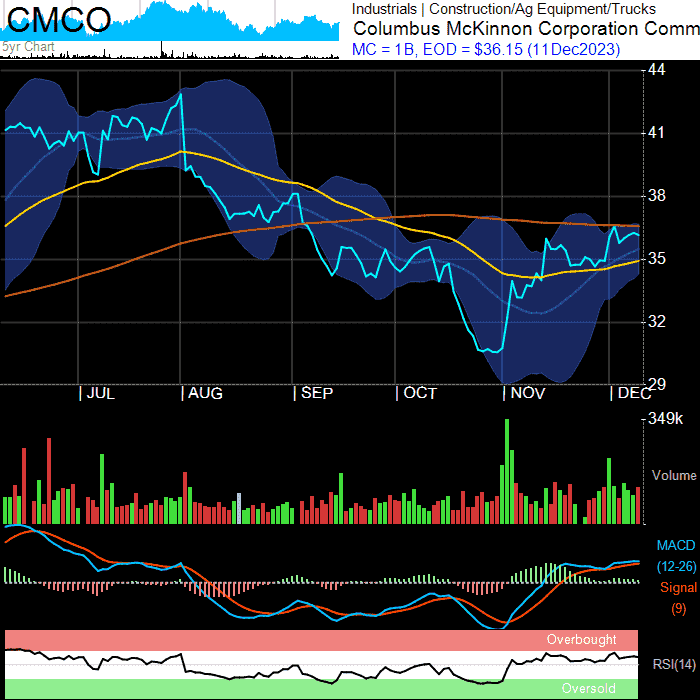 CMCO
5yr Chart
Industrials | Construction/Ag Equipment/Trucks
Columbus McKinnon Corporation Comm
MC = 1B, EOD = $36.15 (11Dec2023)
44
41
38
35
32
29
| JUL | AUG | SEP | OCT | NOV | DEC
349k
Volume
MACD
(12-26)
Signal
(9)
Overbought
RSI(14)
Oversold